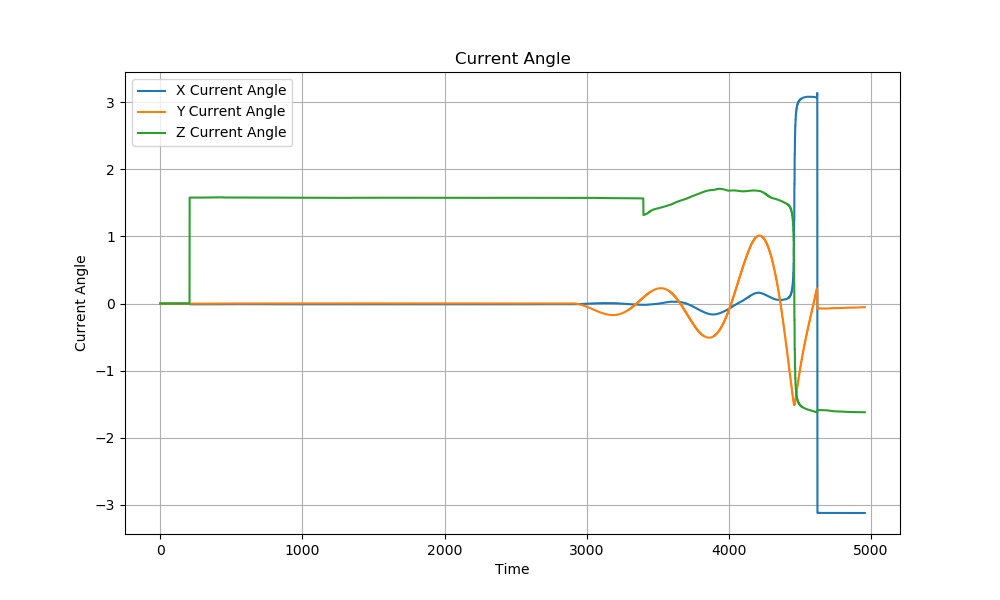 Current Angle
X Current Angle
Y Current Angle
Z Current Angle
3
2
1
0
−1
−2
−3
Current Angle
0 1000 2000 3000 4000 5000
Time